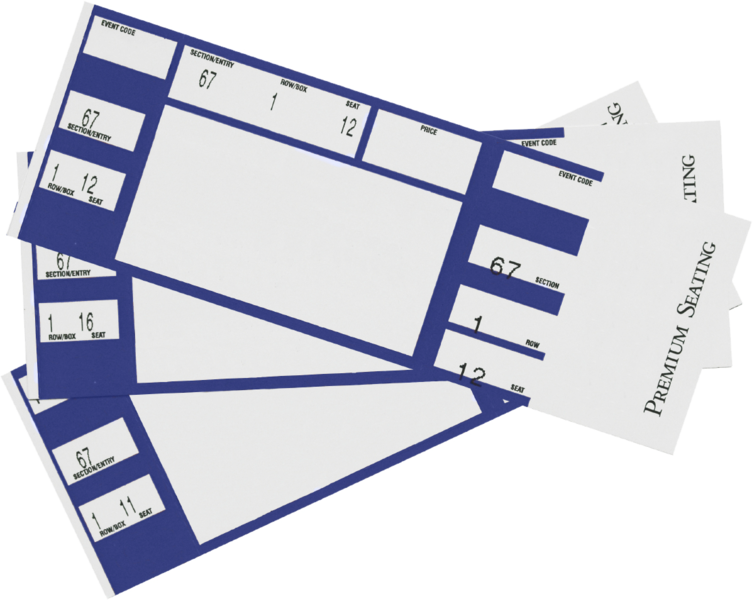 EVENT CODE
SECTION/ENTRY
67
ROW/BOX
1
SEAT
12
PRICE
67
SECTION/ENTRY
1 12
ROW/BOX SEAT
EVENT CODE
67 SECTION
1 ROW
12 SEAT
PREMIUM SEATING
EVENT CODE
TING
NG
67
SECTION/ENTRY
1 16
ROW/BOX SEAT
67
SECTION/ENTRY
1 11
ROW/BOX SEAT